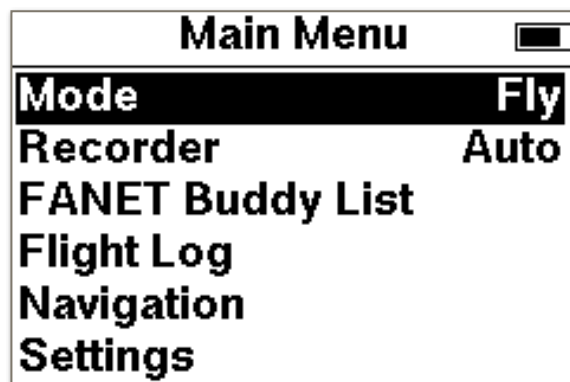 Main Menu
Mode Fly
Recorder Auto
FANET Buddy List
Flight Log
Navigation
Settings